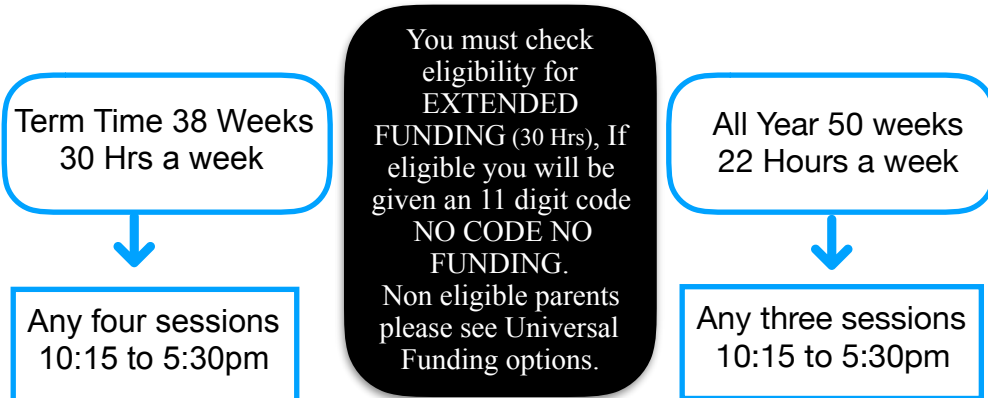 Term Time 38 Weeks
30 Hrs a week
Any four sessions
10:15 to 5:30pm
You must check
eligibility for
EXTENDED
FUNDING (30 Hrs), If
eligible you will be
given an 11 digit code
NO CODE NO
FUNDING.
Non eligible parents
please see Universal
Funding options.
All Year 50 weeks
22 Hours a week
Any three sessions
10:15 to 5:30pm